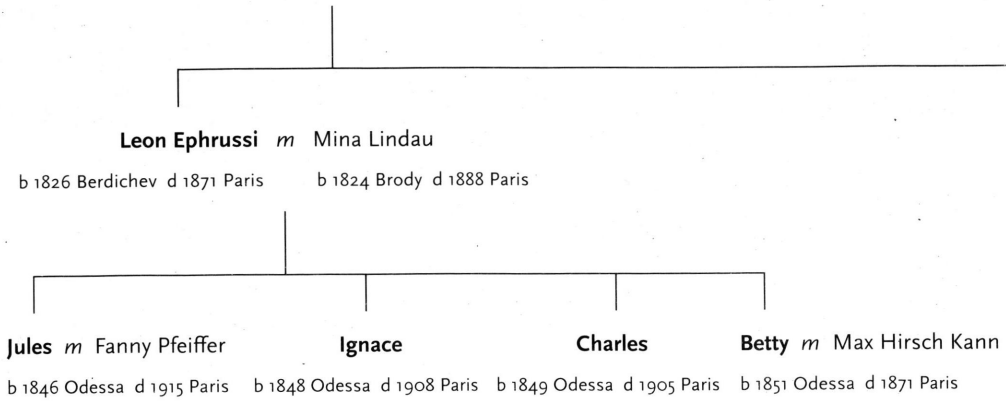 Leon Ephrussi m Mina Lindau
b 1826 Berdichev d 1871 Paris b 1824 Brody d 1888 Paris
Jules m Fanny Pfeiffer Ignace Charles Betty m Max Hirsch Kann
b 1846 Odessa d 1915 Paris b 1848 Odessa d 1908 Paris b 1849 Odessa d 1905 Paris b 1851 Odessa d 1871 Paris